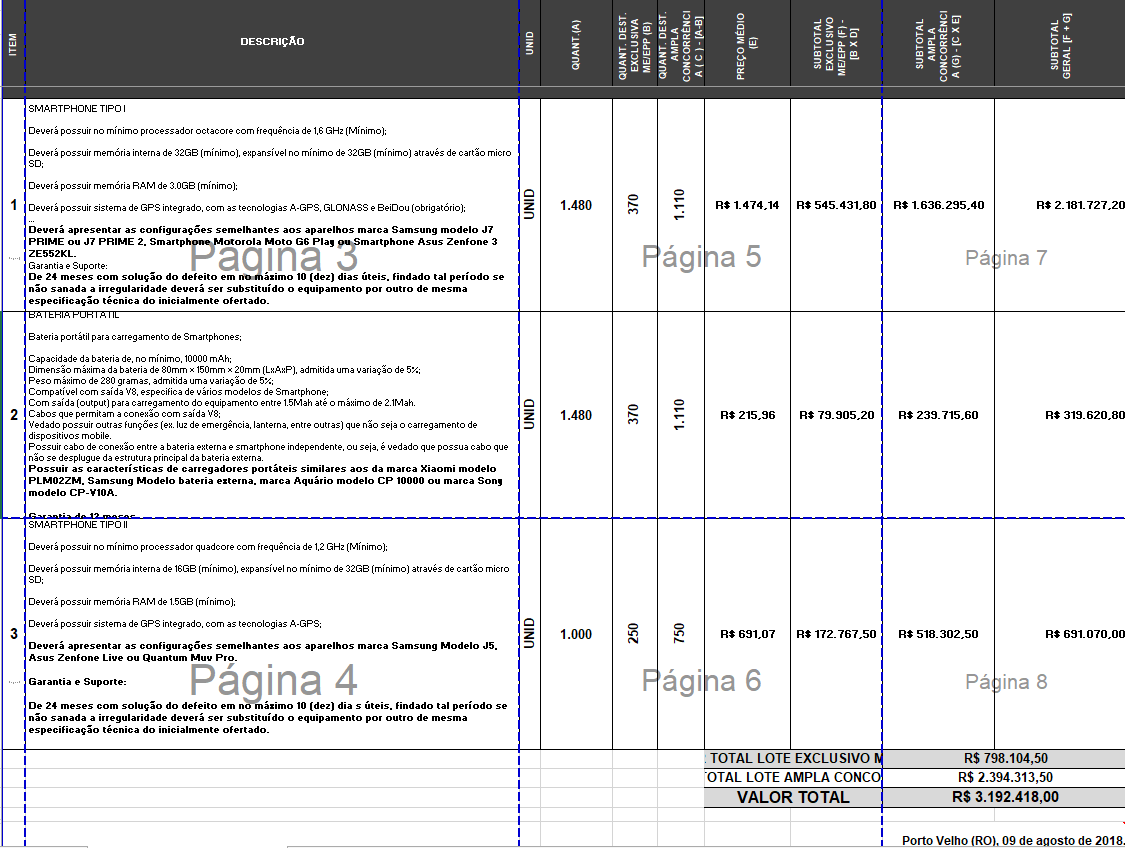 ITEM
DESCRIÇÃO
UNID
QUANT.(A)
QUANT. DEST.
EXCLUSIVA
ME/EPP (B)
QUANT. DEST.
AMPLA
CONCORRÊNCI
A ( C ) - [A-B]
PREÇO MÉDIO
(E)
SUBTOTAL
EXCLUSIVO
ME/EPP (F) -
[B X D]
SUBTOTAL
AMPLA
CONCORRÊNCI
A (G) - [C X E]
SUBTOTAL
GERAL [F + G]
1
SMARTPHONE TIPO I
Deverá possuir no mínimo processador octacore com frequência de 1,6 GHz (Mínimo);
Deverá possuir memória interna de 32GB (mínimo), expansível no mínimo de 32GB (mínimo) através de cartão micro
SD;
Deverá possuir memória RAM de 3.0GB (mínimo);
Deverá possuir sistema de GPS integrado, com as tecnologias A-GPS, GLONASS e BeiDou (obrigatório);
...
Deverá apresentar as configurações semelhantes aos aparelhos marca Samsung modelo J7
PRIME ou J7 PRIME 2, Smartphone Motorola Moto G6 Play ou Smartphone Asus Zenfone 3
ZE552KL.
Garantia e Suporte:
De 24 meses com solução do defeito em no máximo 10 (dez) dias úteis, findado tal período se
não sanada a irregularidade deverá ser substituído o equipamento por outro de mesma
especificação técnica do inicialmente ofertado.
UNID
1.480
370
1.110
R$ 1.474,14
R$ 545.431,80
R$ 1.636.295,40
R$ 2.181.727,20
Página 3
Página 5
Página 7
2
BATERIA PORTÁTIL
Bateria portátil para carregamento de Smartphones;
Capacidade da bateria de, no mínimo, 10000 mAh;
Dimensão máxima da bateria de 80mm × 150mm × 20mm (LxAxP), admitida uma variação de 5%;
Peso máximo de 280 gramas, admitida uma variação de 5%;
Compatível com saída V8, especifica de vários modelos de Smartphone;
Com saída (output) para carregamento do equipamento entre 1.5Mah até o máximo de 2.1Mah.
Cabos que permitam a conexão com saída V8;
Vedado possuir outras funções (ex. luz de emergência, lanterna, entre outras) que não seja o carregamento de
dispositivos mobile.
Possuir cabo de conexão entre a bateria externa e smartphone independente, ou seja, é vedado que possua cabo que
não se desplugue da estrutura principal da bateria externa.
Possuir as características de carregadores portáteis similares aos da marca Xiaomi modelo
PLM02ZM, Samsung Modelo bateria externa, marca Aquário modelo CP 10000 ou marca Sony
modelo CP-V10A.
Garantia de 12 meses
UNID
1.480
370
1.110
R$ 215,96
R$ 79.905,20
R$ 239.715,60
R$ 319.620,80
3
SMARTPHONE TIPO II
Deverá possuir no mínimo processador quadcore com frequência de 1,2 GHz (Mínimo);
Deverá possuir memória interna de 16GB (mínimo), expansível no mínimo de 32GB (mínimo) através de cartão micro
SD;
Deverá possuir memória RAM de 1.5GB (mínimo);
Deverá possuir sistema de GPS integrado, com as tecnologias A-GPS;
Deverá apresentar as configurações semelhantes aos aparelhos marca Samsung Modelo J5,
Asus Zenfone Live ou Quantum Muv Pro.
Garantia e Suporte:
De 24 meses com solução do defeito em no máximo 10 (dez) dia s úteis, findado tal período se
não sanada a irregularidade deverá ser substituído o equipamento por outro de mesma
especificação técnica do inicialmente ofertado.
UNID
1.000
250
750
R$ 691,07
R$ 172.767,50
R$ 518.302,50
R$ 691.070,00
Página 4
Página 6
Página 8
TOTAL LOTE EXCLUSIVO M
R$ 798.104,50
TOTAL LOTE AMPLA CONCO
R$ 2.394.313,50
VALOR TOTAL
R$ 3.192.418,00
Porto Velho (RO), 09 de agosto de 2018.